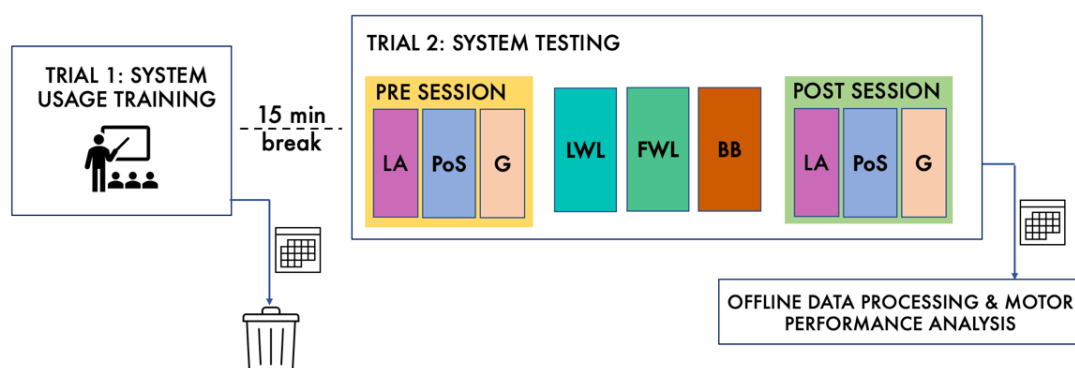 TRIAL 1: SYSTEM
USAGE TRAINING
15 min
break
TRIAL 2: SYSTEM TESTING
PRE SESSION
LA
PoS
G
LWL
FWL
BB
POST SESSION
LA
PoS
G
OFFLINE DATA PROCESSING & MOTOR
PERFORMANCE ANALYSIS